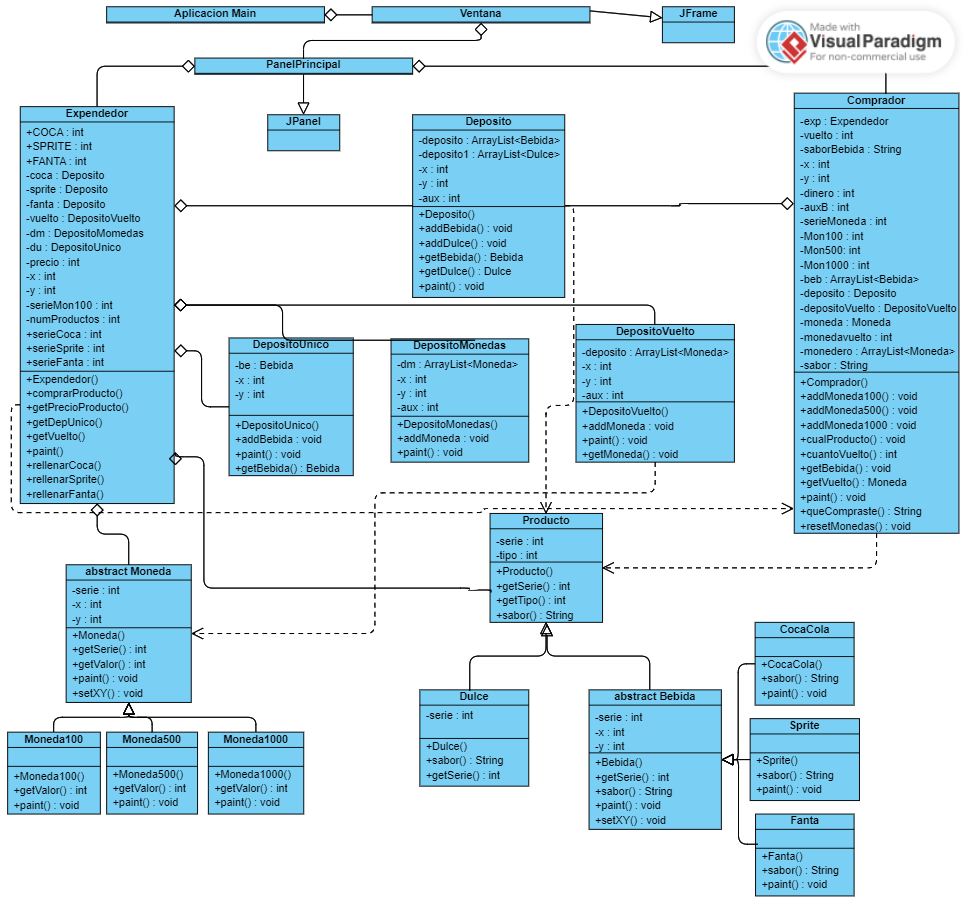 Aplicacion Main
Ventana
JFrame
Made with
VisualParadigm
For non-commercial use
PanelPrincipal
JPanel
Expendedor
+COCA : int
+SPRITE : int
+FANTA : int
-coca : Deposito
-sprite : Deposito
-fanta : Deposito
-vuelto : DepositoVuelto
-dm : DepositoMomedas
-du : DepositoUnico
-precio : int
-x : int
-y : int
-serieMon100 : int
-numProductos : int
+serieCoca : int
+serieSprite : int
+serieFanta : int
+Expendedor()
+comprarProducto()
+getPrecioProducto()
+getDepUnico()
+getVuelto()
+paint()
+rellenarCoca()
+rellenarSprite()
+rellenarFanta()
Deposito
-deposito : ArrayList<Bebida>
-deposito1 : ArrayList<Dulce>
-x : int
-y : int
-aux : int
+Deposito()
+addBebida() : void
+addDulce() : void
+getBebida() : Bebida
+getDulce() : Dulce
+paint() : void
Comprador
-exp : Expendedor
-vuelto : int
-saborBebida : String
-x : int
-y : int
-dinero : int
-auxB : int
-serieMoneda : int
-Mon100 : int
-Mon500: int
-Mon1000 : int
-beb : ArrayList<Bebida>
-deposito : Deposito
-depositoVuelto : DepositoVuelto
-moneda : Moneda
-monedavuelto : int
-monedero : ArrayList<Moneda>
-sabor : String
+Comprador()
+addMoneda100() : void
+addMoneda500() : void
+addMoneda1000 : void
+cualProducto() : void
+cuantoVuelto() : int
+getBebida() : void
+getVuelto() : Moneda
+paint() : void
+queCompraste() : String
+resetMonedas() : void
DepositoUnico
-be : Bebida
-x : int
-y : int
+DepositoUnico()
+addBebida : void
+paint() : void
+getBebida() : Bebida
DepositoMonedas
-dm : ArrayList<Moneda>
-x : int
-y : int
-aux : int
+DepositoMonedas()
+addMoneda : void
+paint() : void
DepositoVuelto
-deposito : ArrayList<Moneda>
-x : int
-y : int
-aux : int
+DepositoVuelto()
+addMoneda : void
+paint() : void
+getMoneda() : void
Producto
-serie : int
-tipo : int
+Producto()
+getSerie() : int
+getTipo() : int
+sabor() : String
abstract Moneda
-serie : int
-x : int
-y : int
+Moneda()
+getSerie() : int
+getValor() : int
+paint() : void
+setXY() : void
Moneda100
+Moneda100()
+getValor() : int
+paint() : void
Moneda500
+Moneda500()
+getValor() : int
+paint() : void
Moneda1000
+Moneda1000()
+getValor() : int
+paint() : void
Dulce
-serie : int
+Dulce()
+sabor() : String
+getSerie() : int
abstract Bebida
-serie : int
-x : int
-y : int
+Bebida()
+getSerie() : int
+sabor() : String
+paint() : void
+setXY() : void
CocaCola
+CocaCola()
+sabor() : String
+paint() : void
Sprite
+Sprite()
+sabor() : String
+paint() : void
Fanta
+Fanta()
+sabor() : String
+paint() : void